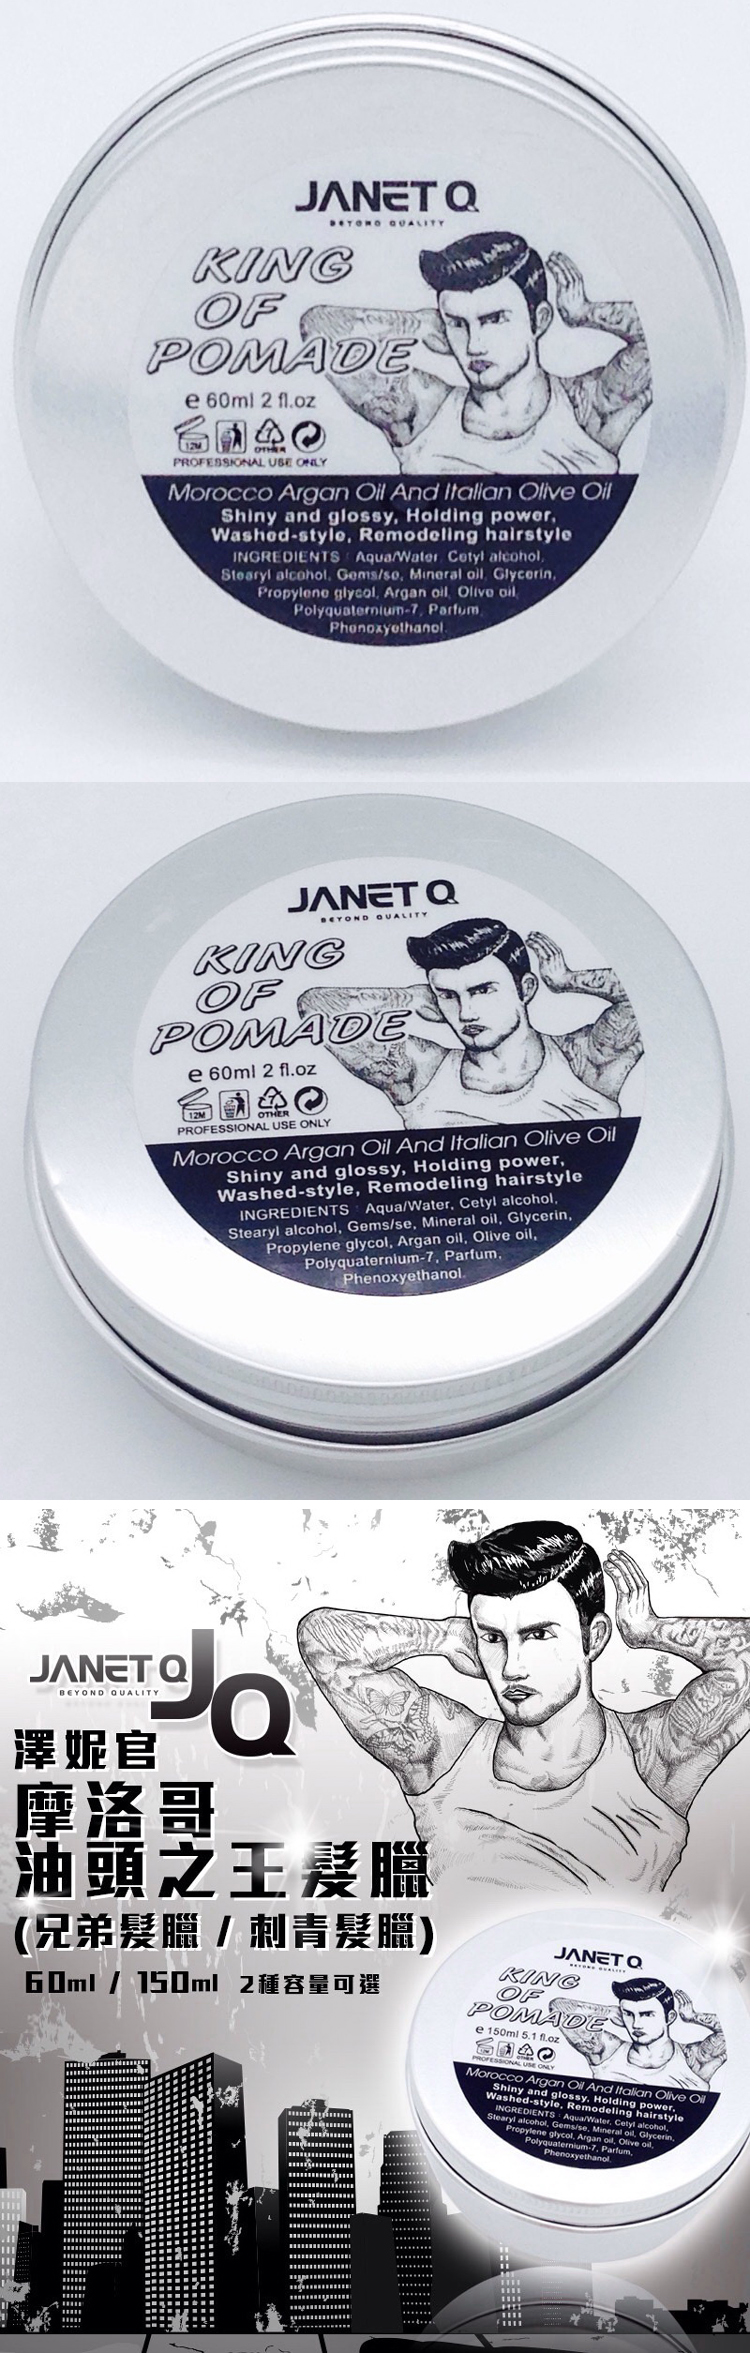 JANET Q
BEYOND QUALITY
KING
OF
POMADE
e 60ml 2 fl.oz
12M
OTHER
PROFESSIONAL USE ONLY
Morocco Argan Oil And Italian Olive Oil
Shiny and glossy, Holding power,
Washed-style, Remodeling hairstyle
INGREDIENTS : Aqua/Water, Cetyl alcohol,
Stearyl alcohol, Gems/se, Mineral oil, Glycerin,
Propylene glycol, Argan oil, Olive oil,
Polyquaternium-7, Parfum,
Phenoxyethanol.
JANET Q
BEYOND QUALITY
KING
OF
POMADE
e 60ml 2 fl.oz
12M
7
OTHER
PROFESSIONAL USE ONLY
Morocco Argan Oil And Italian Olive Oil
Shiny and glossy, Holding power,
Washed-style, Remodeling hairstyle
INGREDIENTS : Aqua/Water, Cetyl alcohol,
Stearyl alcohol, Gems/se, Mineral oil, Glycerin,
Propylene glycol, Argan oil, Olive oil,
Polyquaternium-7, Parfum,
Phenoxyethanol.
JANET Q JQ
BEYOND QUALITY
澤妮官
摩洛哥
油頭之王髮臘
(兄弟髮臘 / 刺青髮臘)
60ml / 150ml 2種容量可選
JANET Q
BEYOND QUALITY
KING
OF
POMADE
e 150ml 5.1 fl.oz
PROFESSIONAL USE ONLY
Morocco Argan Oil And Italian Olive Oil
Shiny and glossy, Holding power,
Washed-style, Remodeling hairstyle
INGREDIENTS : Aqua/Water, Cetyl alcohol,
Stearyl alcohol, Gems/se, Mineral oil, Glycerin,
Propylene glycol, Argan oil, Olive oil,
Polyquaternium-7, Parfum,
Phenoxyethanol.